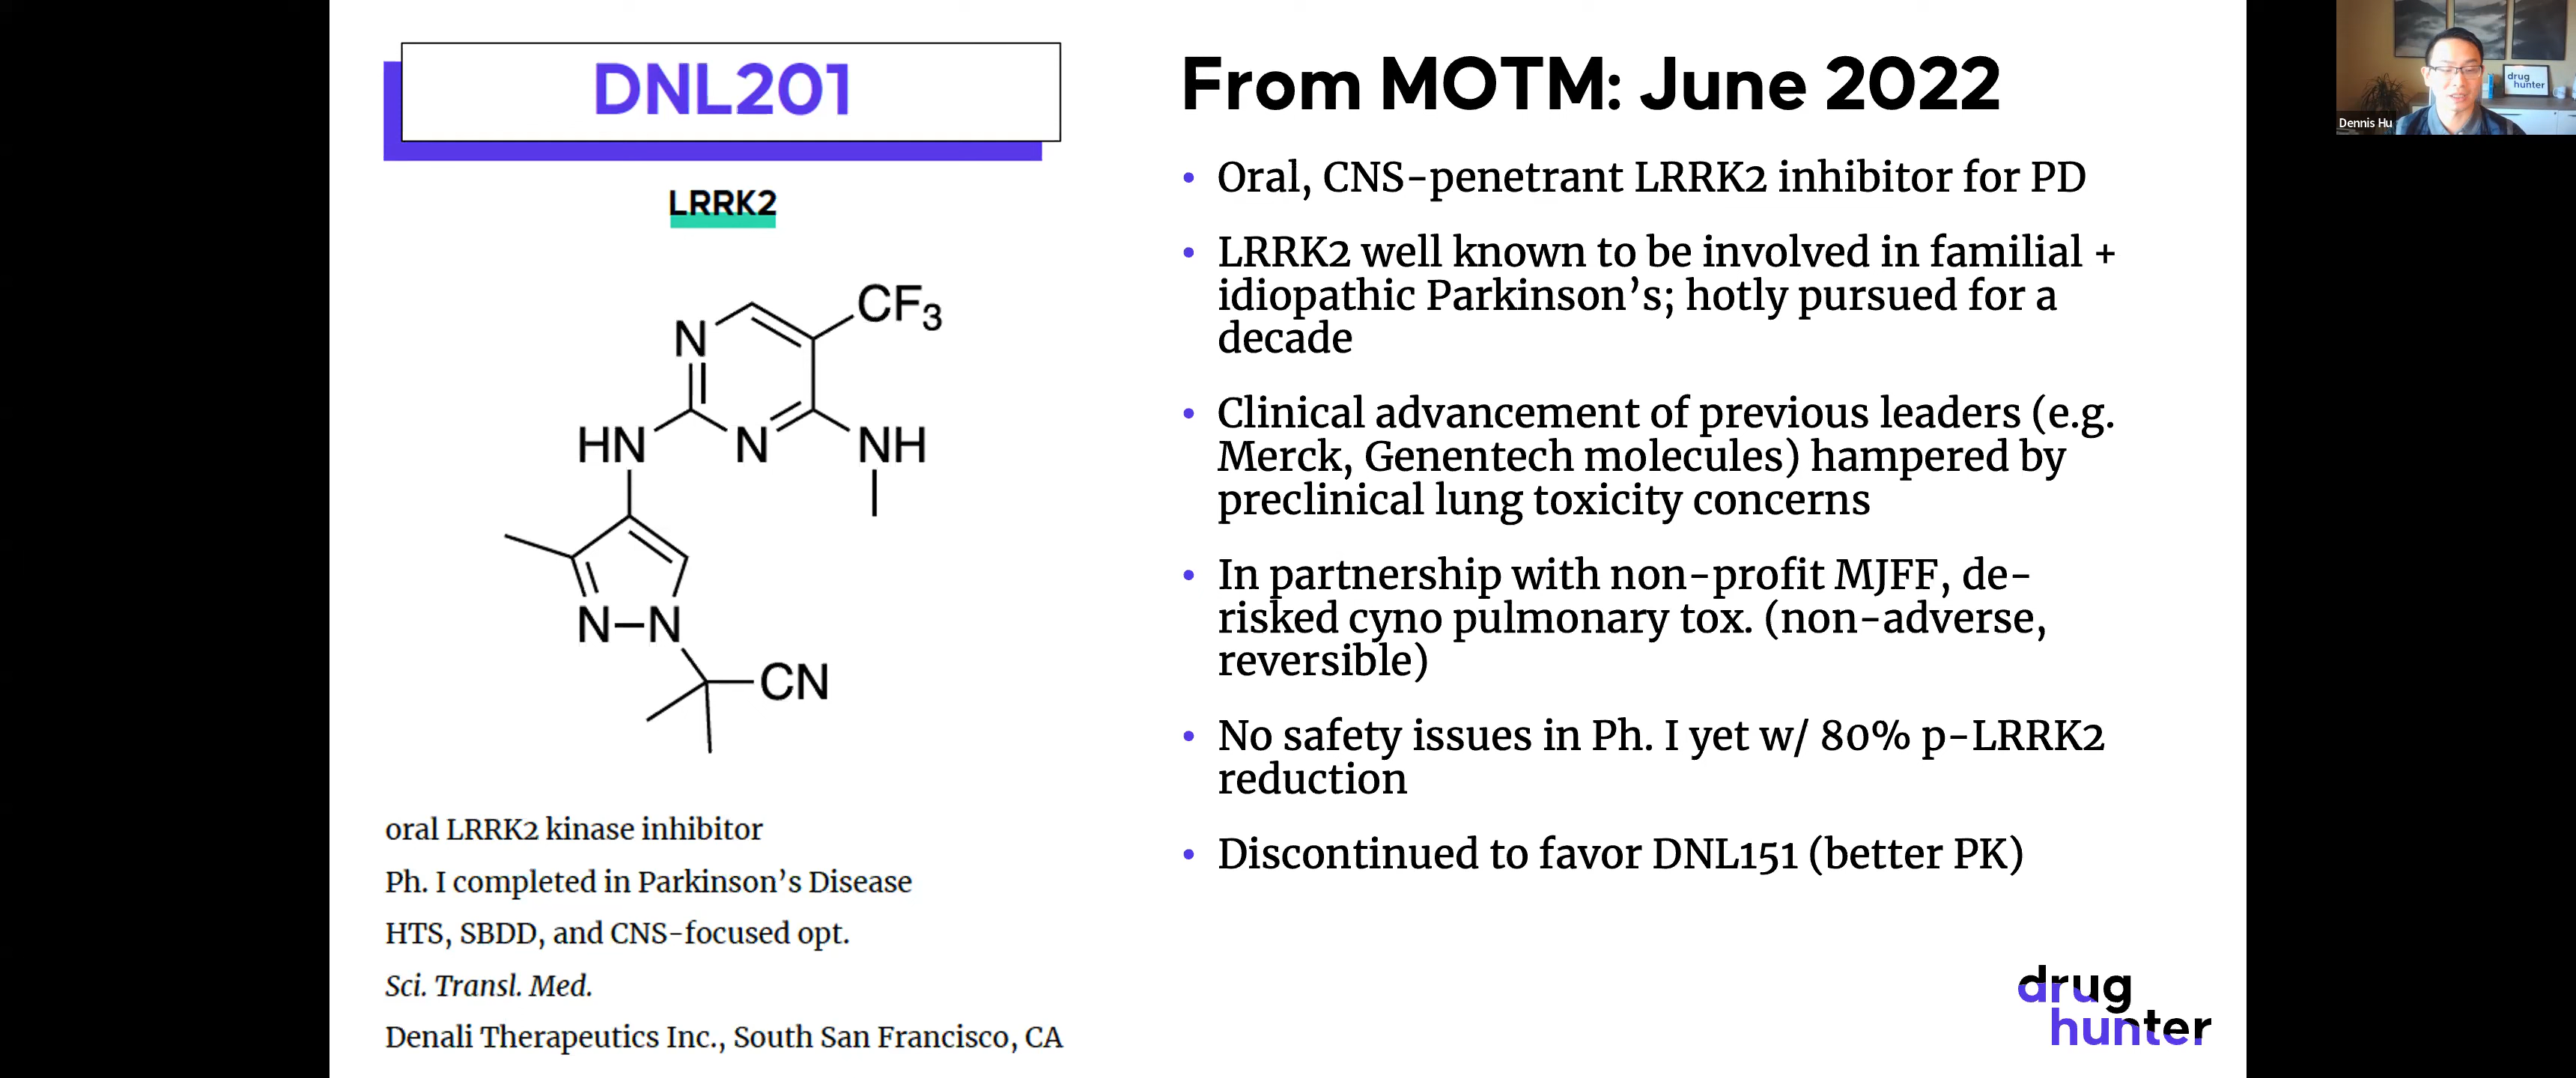 DNL201
LRRK2
CF3
N
HN
N
NH
N–N
CN
oral LRRK2 kinase inhibitor
Ph. I completed in Parkinson’s Disease
HTS, SBDD, and CNS-focused opt.
Sci. Transl. Med.
Denali Therapeutics Inc., South San Francisco, CA
From MOTM: June 2022
• Oral, CNS-penetrant LRRK2 inhibitor for PD
• LRRK2 well known to be involved in familial +
idiopathic Parkinson’s; hotly pursued for a
decade
• Clinical advancement of previous leaders (e.g.
Merck, Genentech molecules) hampered by
preclinical lung toxicity concerns
• In partnership with non-profit MJFF, de-
risked cyno pulmonary tox. (non-adverse,
reversible)
• No safety issues in Ph. I yet w/ 80% p-LRRK2
reduction
• Discontinued to favor DNL151 (better PK)
drug
hunter
drug
hunter
Dennis Hu